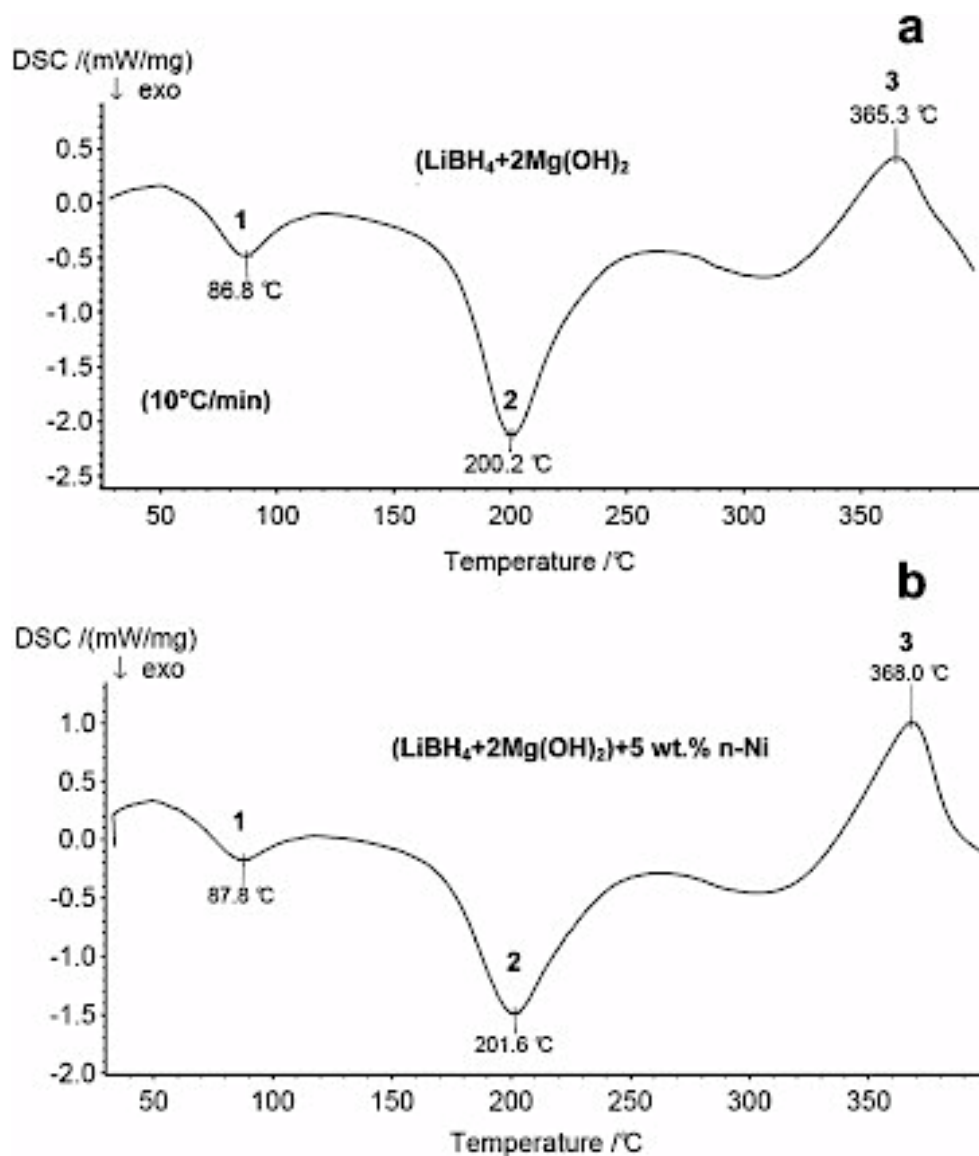 a
DSC /(mW/mg)
↓ exo
3
365.3 °C
(LiBH₄+2Mg(OH)₂
0.5
0.0
-0.5
-1.0
-1.5
-2.0
-2.5
1
86.8 °C
(10°C/min)
2
200.2 °C
50 100 150 200 250 300 350
Temperature /°C
b
DSC /(mW/mg)
↓ exo
3
368.0 °C
(LiBH₄+2Mg(OH)₂)+5 wt.% n-Ni
1.0
0.5
0.0
-0.5
-1.0
-1.5
-2.0
1
87.8 °C
2
201.6 °C
50 100 150 200 250 300 350
Temperature /°C